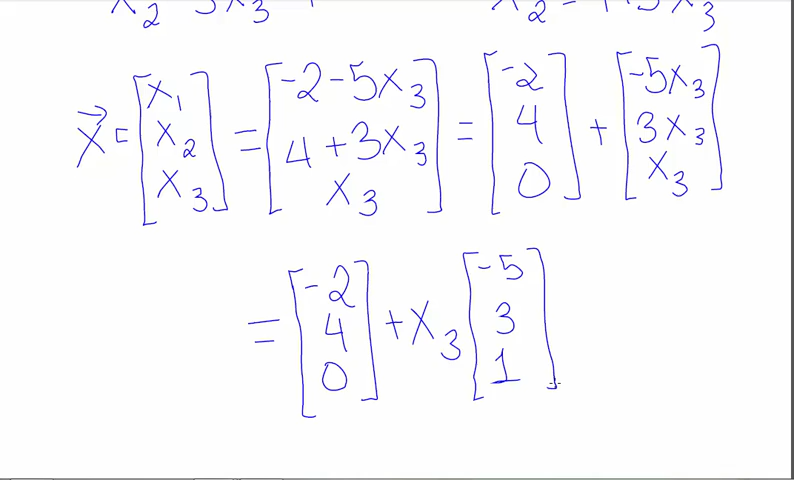 x⃗ = [x₁ x₂ x₃] = [-2-5x₃ 4+3x₃ x₃] = [-2 4 0] + [-5x₃ 3x₃ x₃]
= [-2 4 0] + x₃ [-5 3 1]